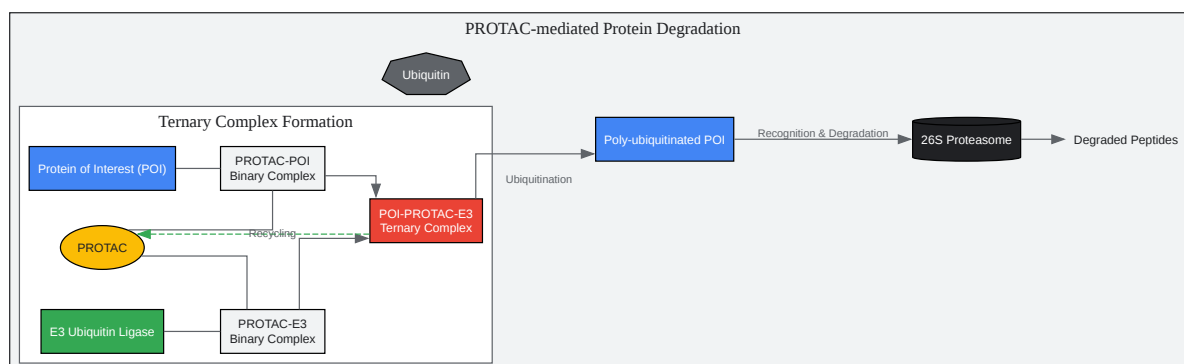 PROTAC-mediated Protein Degradation
Ubiquitin
Ternary Complex Formation
Protein of Interest (POI)
PROTAC-POI
Binary Complex
Poly-ubiquitinated POI
Recognition & Degradation
26S Proteasome
Degraded Peptides
Ubiquitination
POI-PROTAC-E3
Ternary Complex
Recycling
PROTAC
E3 Ubiquitin Ligase
PROTAC-E3
Binary Complex